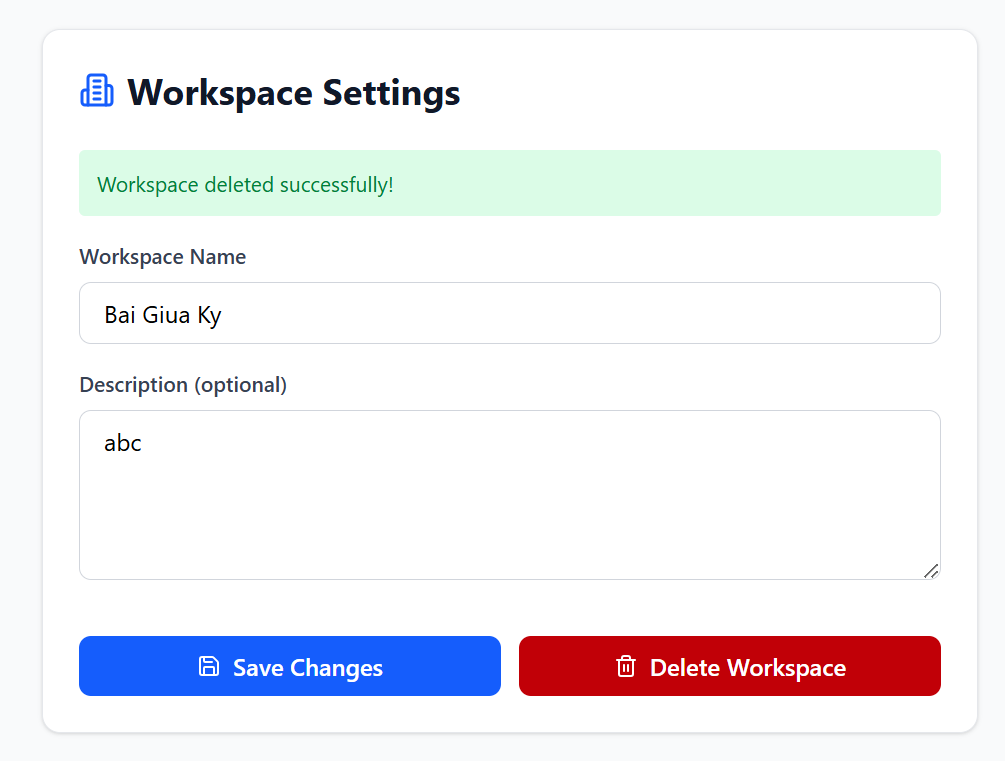 Workspace Settings
Workspace deleted successfully!
Workspace Name
Bai Giua Ky
Description (optional)
abc
Save Changes
Delete Workspace